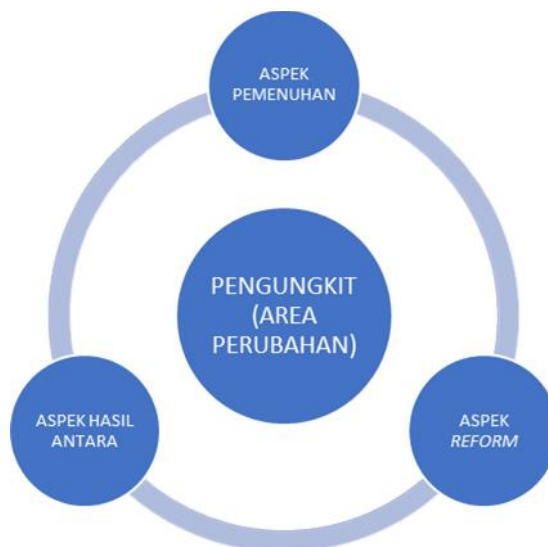 ASPEK
PEMENUHAN
PENGUNGKIT
(AREA
PERUBAHAN)
ASPEK HASIL
ANTARA
ASPEK
REFORM